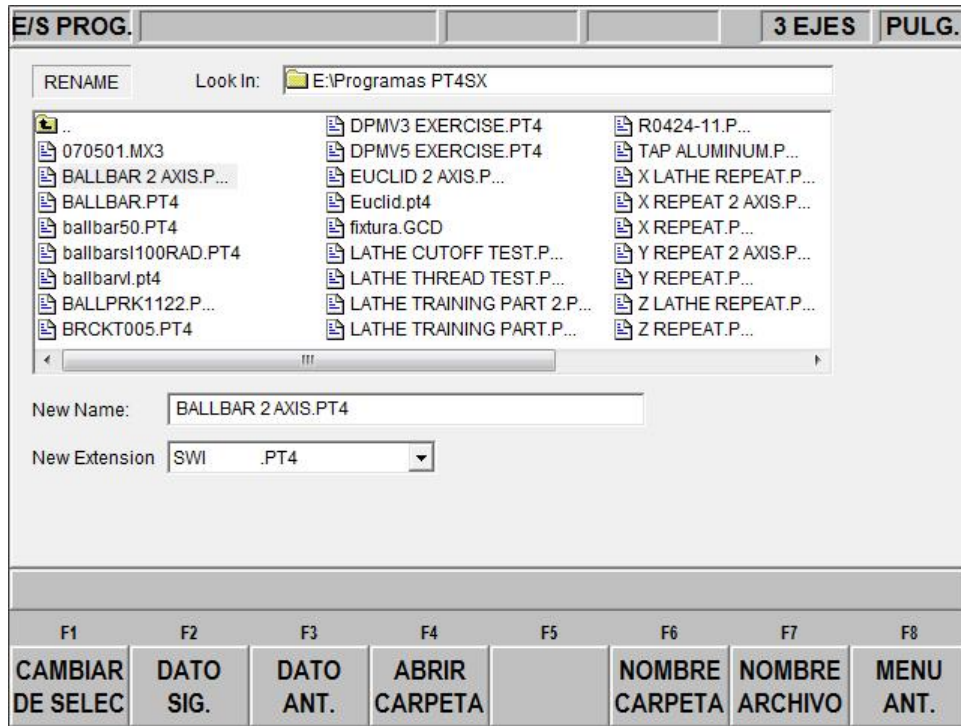 E/S PROG. 3 EJES PULG.
RENAME Look In: E:\Programas PT4SX
..
070501.MX3
BALLBAR 2 AXIS.P...
BALLBAR.PT4
ballbar50.PT4
ballbarsl100RAD.PT4
ballbarvl.pt4
BALLPRK1122.P...
BRCKT005.PT4
DPMV3 EXERCISE.PT4
DPMV5 EXERCISE.PT4
EUCLID 2 AXIS.P...
Euclid.pt4
fixtura.GCD
LATHE CUTOFF TEST.P...
LATHE THREAD TEST.P...
LATHE TRAINING PART 2.P...
LATHE TRAINING PART.P...
R0424-11.P...
TAP ALUMINUM.P...
X LATHE REPEAT.P...
X REPEAT 2 AXIS.P...
X REPEAT.P...
Y REPEAT 2 AXIS.P...
Y REPEAT.P...
Z LATHE REPEAT.P...
Z REPEAT.P...
New Name: BALLBAR 2 AXIS.PT4
New Extension SWI .PT4
F1 F2 F3 F4 F5 F6 F7 F8
CAMBIAR DE SELEC
DATO SIG.
DATO ANT.
ABRIR CARPETA
NOMBRE CARPETA
NOMBRE ARCHIVO
MENU ANT.